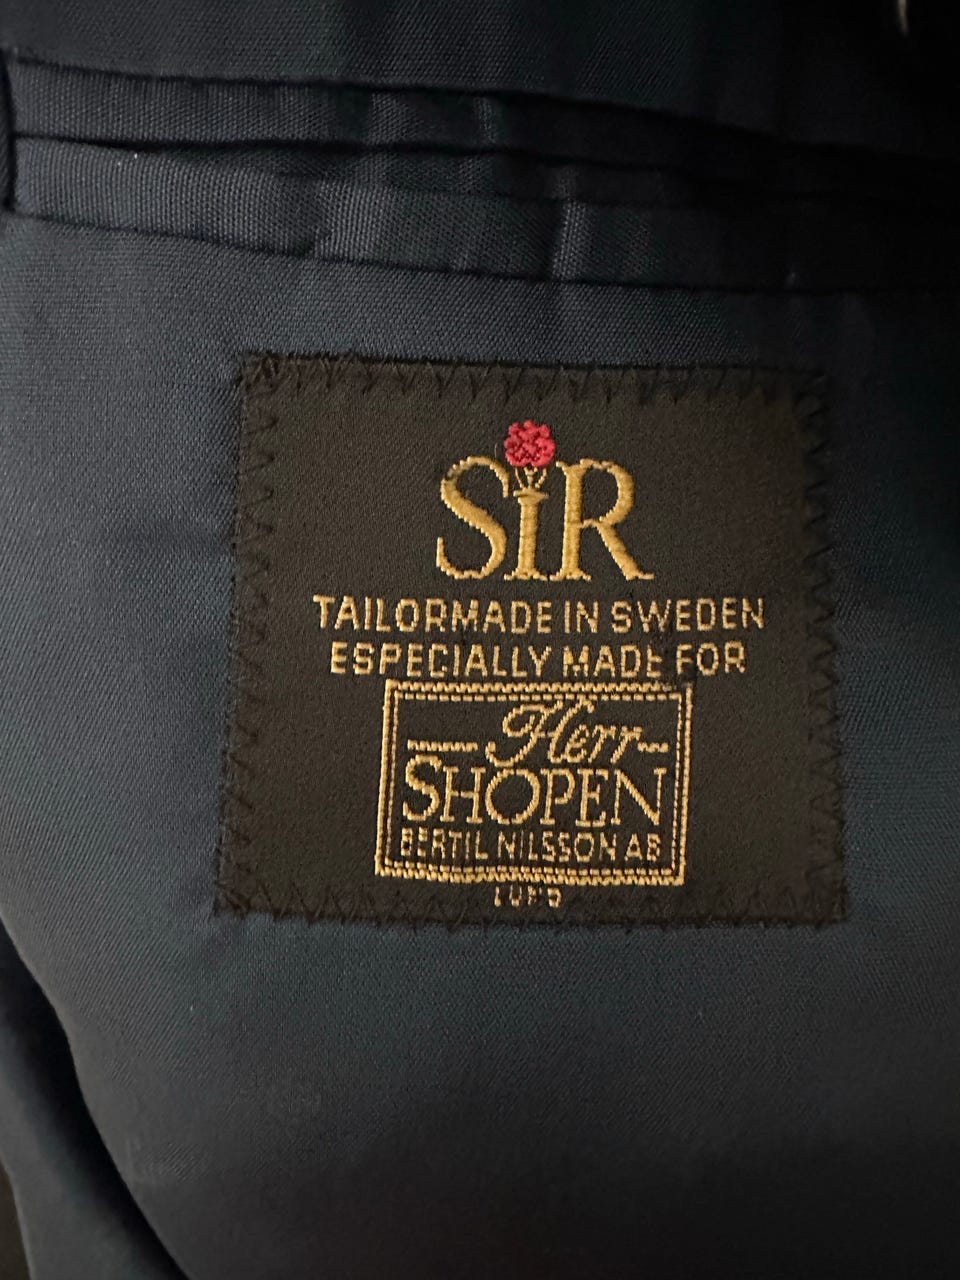 SiR
TAILORMADE IN SWEDEN
ESPECIALLY MADE FOR
Herr
SHOPEN
BERTIL NILSSON AB
LUND